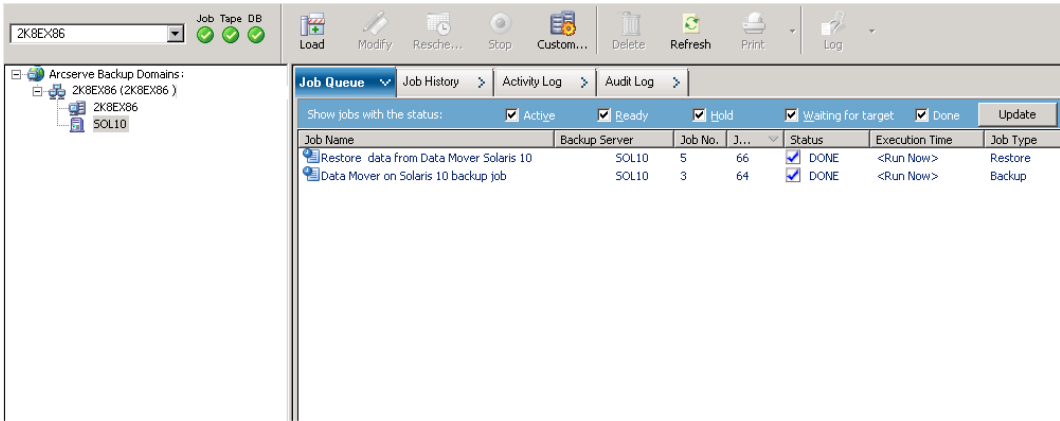 Job Tape DB
2K8EX86
Load Modify Resche... Stop Custom... Delete Refresh Print Log
Arcserve Backup Domains:
2K8EX86 (2K8EX86 )
2K8EX86
SOL10
Job Queue Job History Activity Log Audit Log
Show jobs with the status: Active Ready Hold Waiting for target Done Update
Job Name Backup Server Job No. J... Status Execution Time Job Type
Restore data from Data Mover Solaris 10 SOL10 5 66 DONE <Run Now> Restore
Data Mover on Solaris 10 backup job SOL10 3 64 DONE <Run Now> Backup